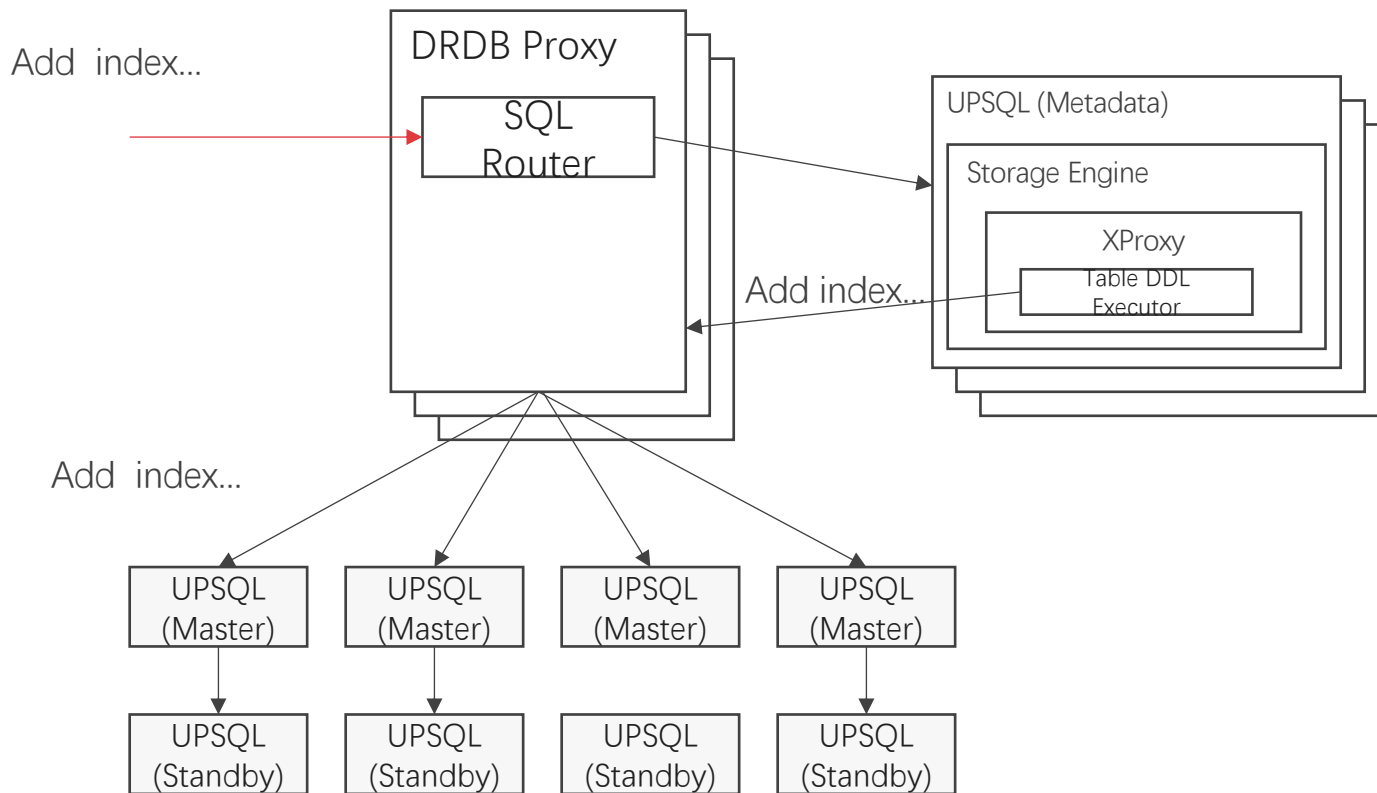 Add index...
DRDB Proxy
SQL
Router
UPSQL (Metadata)
Storage Engine
XProxy
Table DDL
Executor
Add index...
Add index...
UPSQL
(Master)
UPSQL
(Master)
UPSQL
(Master)
UPSQL
(Master)
UPSQL
(Standby)
UPSQL
(Standby)
UPSQL
(Standby)
UPSQL
(Standby)